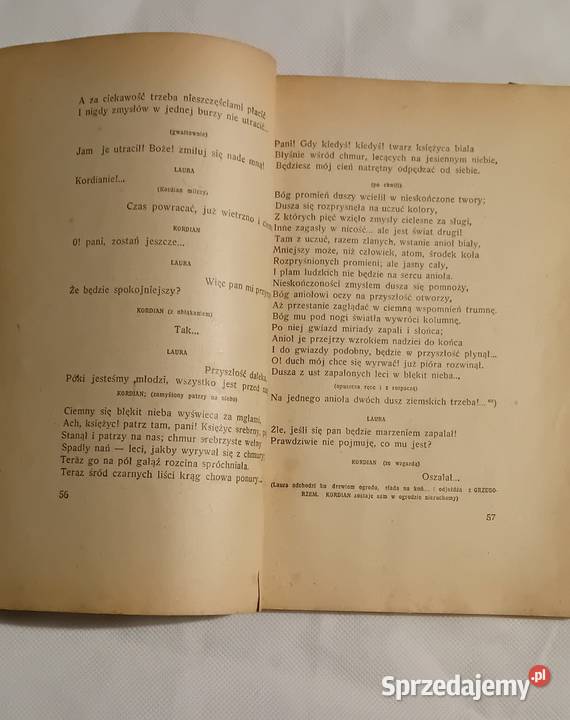 A za ciekawość trzeba nieszczęściami płacić
I nigdy zmysłów w jednej burzy nie utracić...
(gwałtownie)
Jam je utracił! Boże! zmiłuj się nade mną!
LAURA
Kordianie!...
(Kordian milczy)
Czas powracać, już wietrzno i
KORDIAN
O! pani, zostań jeszcze...
LAURA
Więc pan mi
Że będzie spokojniejszy?
KORDIAN (z obłąkaniem)
Tak...
LAURA
Przyszłość daleka,
Póki jesteśmy młodzi, wszystko jest przed
KORDIAN; (zamyślony patrzy na niebo)
Ciemny się błękit nieba wyświeca za mgłami,
Ach, księżyc! patrz tam, pani! Księżyc srebrny,
Stanął i patrzy na nas; chmur srebrzyste wełny
Spadły nań — leci, jakby wyrywał się z chmury;
Teraz go na pół gałąź rozcina spróchniała.
Teraz śród czarnych liści krąg chowa ponury...
56
Pani! Gdy kiedyś! kiedyś! twarz księżyca biała
Błyśnie wśród chmur, lecących na jesiennym niebie,
Będziesz mój cień natrętny odpędzać od siebie.
(po chwili)
Bóg promień duszy wcielił w nieskończone twory;
Dusza się rozprysnęła na uczuć kolory,
Z których pięć wzięło zmysły cielesne za sługi,
Inne zagasły w nicość... ale jest świat drugi!
Tam z uczuć, razem zlanych, wstanie anioł biały,
Mniejszy może, niż człowiek, atom, środek koła
Rozpryśnionych promieni; ale jasny cały,
I plam ludzkich nie będzie na sercu anioła.
Nieskończoności zmysłem dusza się pomnoży,
Bóg aniołowi oczy na przyszłość otworzy,
Aż przestanie zaglądać w ciemną wspomnień trumnę.
Bóg mu pod nogi światła wywróci kolumnę,
Po niej gwiazd miriady zapali i słońca;
Anioł je przejrzy wzrokiem nadziei do końca
I do gwiazdy podobny, będzie w przyszłość płynął...
O! duch mój chce się wyrwać! już pióra rozwinął.
Dusza z ust zapalonych leci w błękit nieba..,
(opuszcza ręce i z rozpaczą)
Na jednego anioła dwóch dusz ziemskich trzeba!...
LAURA
Źle, jeśli się pan będzie marzeniem zapalał!
Prawdziwie nie pojmuję, co mu jest?
KORDIAN (ze wzgardą)
Oszalał...
(Laura odchodzi ku drzwiom ogrodu, siada na koń... i odjeżdża z GRZEGO-
RZEM. KORDIAN zostaje sam w ogrodzie nieruchomy)
57
Sprzedajemy.pl